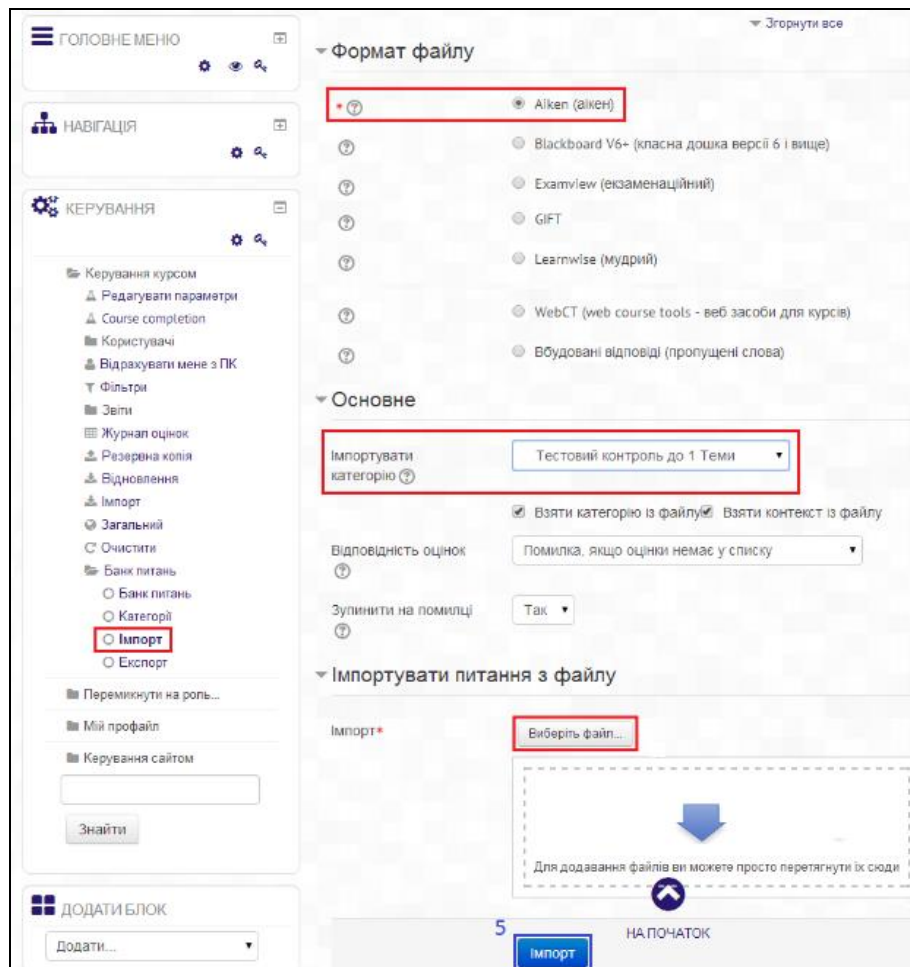 ГОЛОВНЕ МЕНЮ
НАВІГАЦІЯ
КЕРУВАННЯ
Керування курсом
Редагувати параметри
Course completion
Користувачі
Відрахувати мене з ПК
Фільтри
Звіти
Журнал оцінок
Резервна копія
Відновлення
Імпорт
Загальний
Очистити
Банк питань
Банк питань
Категорії
Імпорт
Експорт
Перемикнути на роль...
Мій профайл
Керування сайтом
Знайти
ДОДАТИ БЛОК
Додати...
Згорнути все
Формат файлу
* Aiken (аікен)
Blackboard V6+ (класна дошка версії 6 і вище)
Examview (екзаменаційний)
GIFT
Learnwise (мудрий)
WebCT (web course tools - веб засоби для курсів)
Вбудовані відповіді (пропущені слова)
Основне
Імпортувати
категорію
Тестовий контроль до 1 Теми
Взяти категорію із файлу Взяти контекст із файлу
Відповідність оцінок
Помилка, якщо оцінки немає у списку
Зупинити на помилці
Так
Імпортувати питання з файлу
Імпорт*
Виберіть файл...
Для додавання файлів ви можете просто перетягнути їх сюди
НА ПОЧАТОК
5
Імпорт